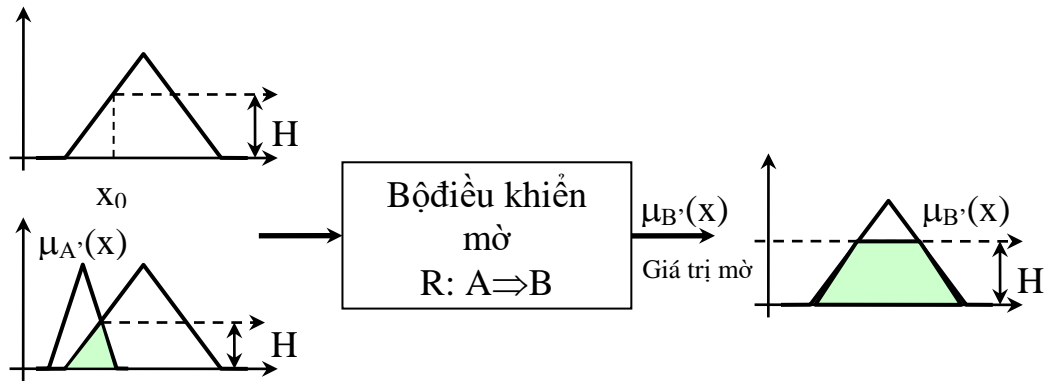 H
x₀
μA’(x)
H
Bộđiều khiển
mờ
R: A⇒B
μB’(x)
Giá trị mờ
μB’(x)
H